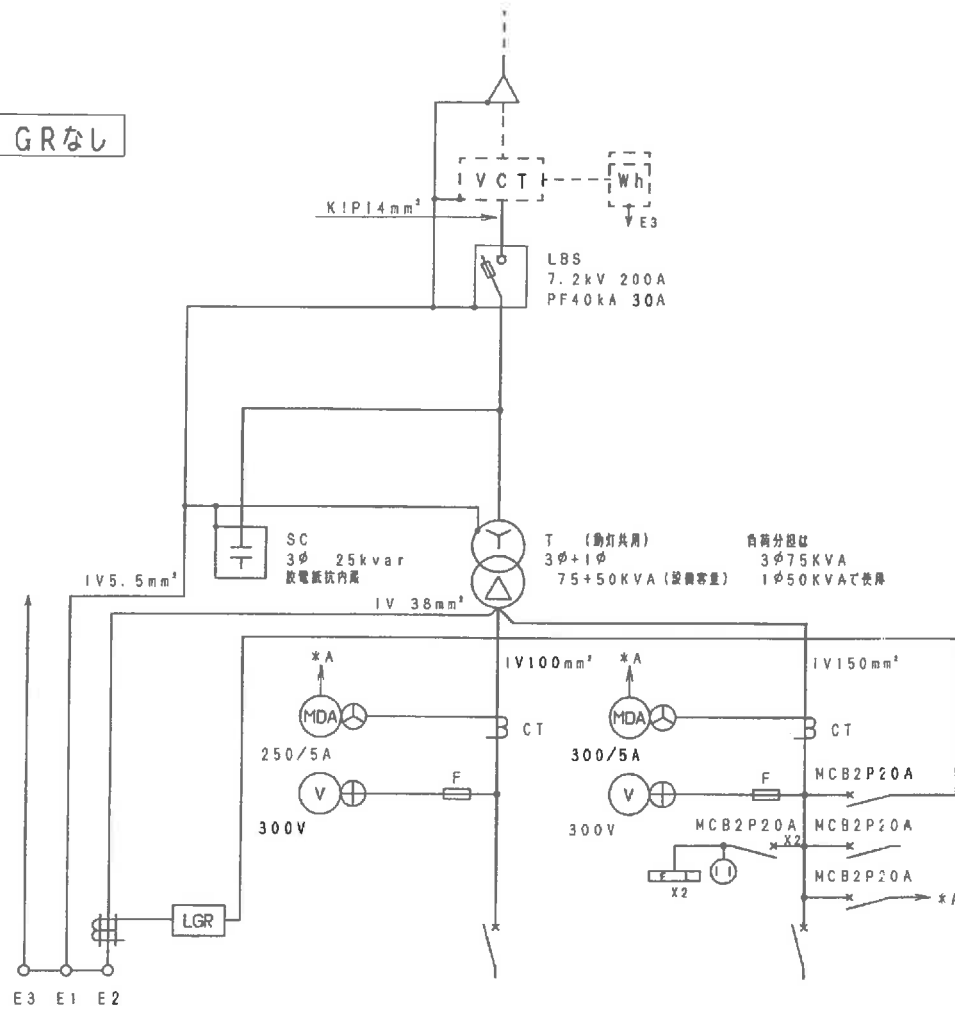 GRなし
VCT
Wh
E3
KIP14mm²
LBS
7.2kV 200A
PF40kA 30A
SC
3φ 25kvar
放電抵抗内蔵
T (動灯共用)
3φ+1φ
75+50KVA(設備容量)
負荷分担は
3φ75KVA
1φ50KVAで使用
IV5.5mm²
IV 38mm²
IV100mm²
IV150mm²
*A
MDA
CT
250/5A
F
V
300V
*A
MDA
CT
300/5A
F
V
300V
MCB2P20A
MCB2P20A
X2
MCB2P20A
X2
MCB2P20A
*A
LGR
E3 E1 E2